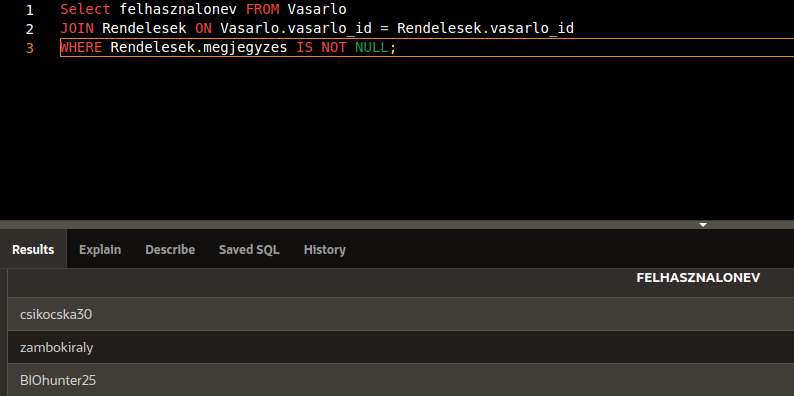 1 Select felhasznalonev FROM Vasarlo
2 JOIN Rendelesek ON Vasarlo.vasarlo_id = Rendelesek.vasarlo_id
3 WHERE Rendelesek.megjegyzes IS NOT NULL;
Results Explain Describe Saved SQL History
FELHASZNALONEV
csikocska30
zambokiraly
BIOhunter25